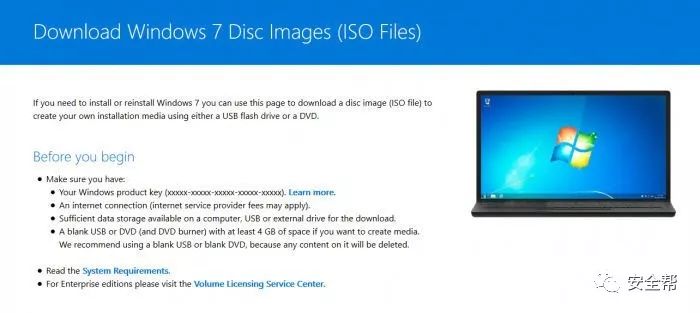 Download Windows 7 Disc Images (ISO Files)
If you need to install or reinstall Windows 7 you can use this page to download a disc image (ISO file) to
create your own installation media using either a USB flash drive or a DVD.
Before you begin
• Make sure you have:
• Your Windows product key (xxxxx-xxxxx-xxxxx-xxxxx-xxxxx). Learn more.
• An internet connection (internet service provider fees may apply).
• Sufficient data storage available on a computer, USB or external drive for the download.
• A blank USB or DVD (and DVD burner) with at least 4 GB of space if you want to create media.
We recommend using a blank USB or blank DVD, because any content on it will be deleted.
• Read the System Requirements.
• For Enterprise editions please visit the Volume Licensing Service Center.
安全帮